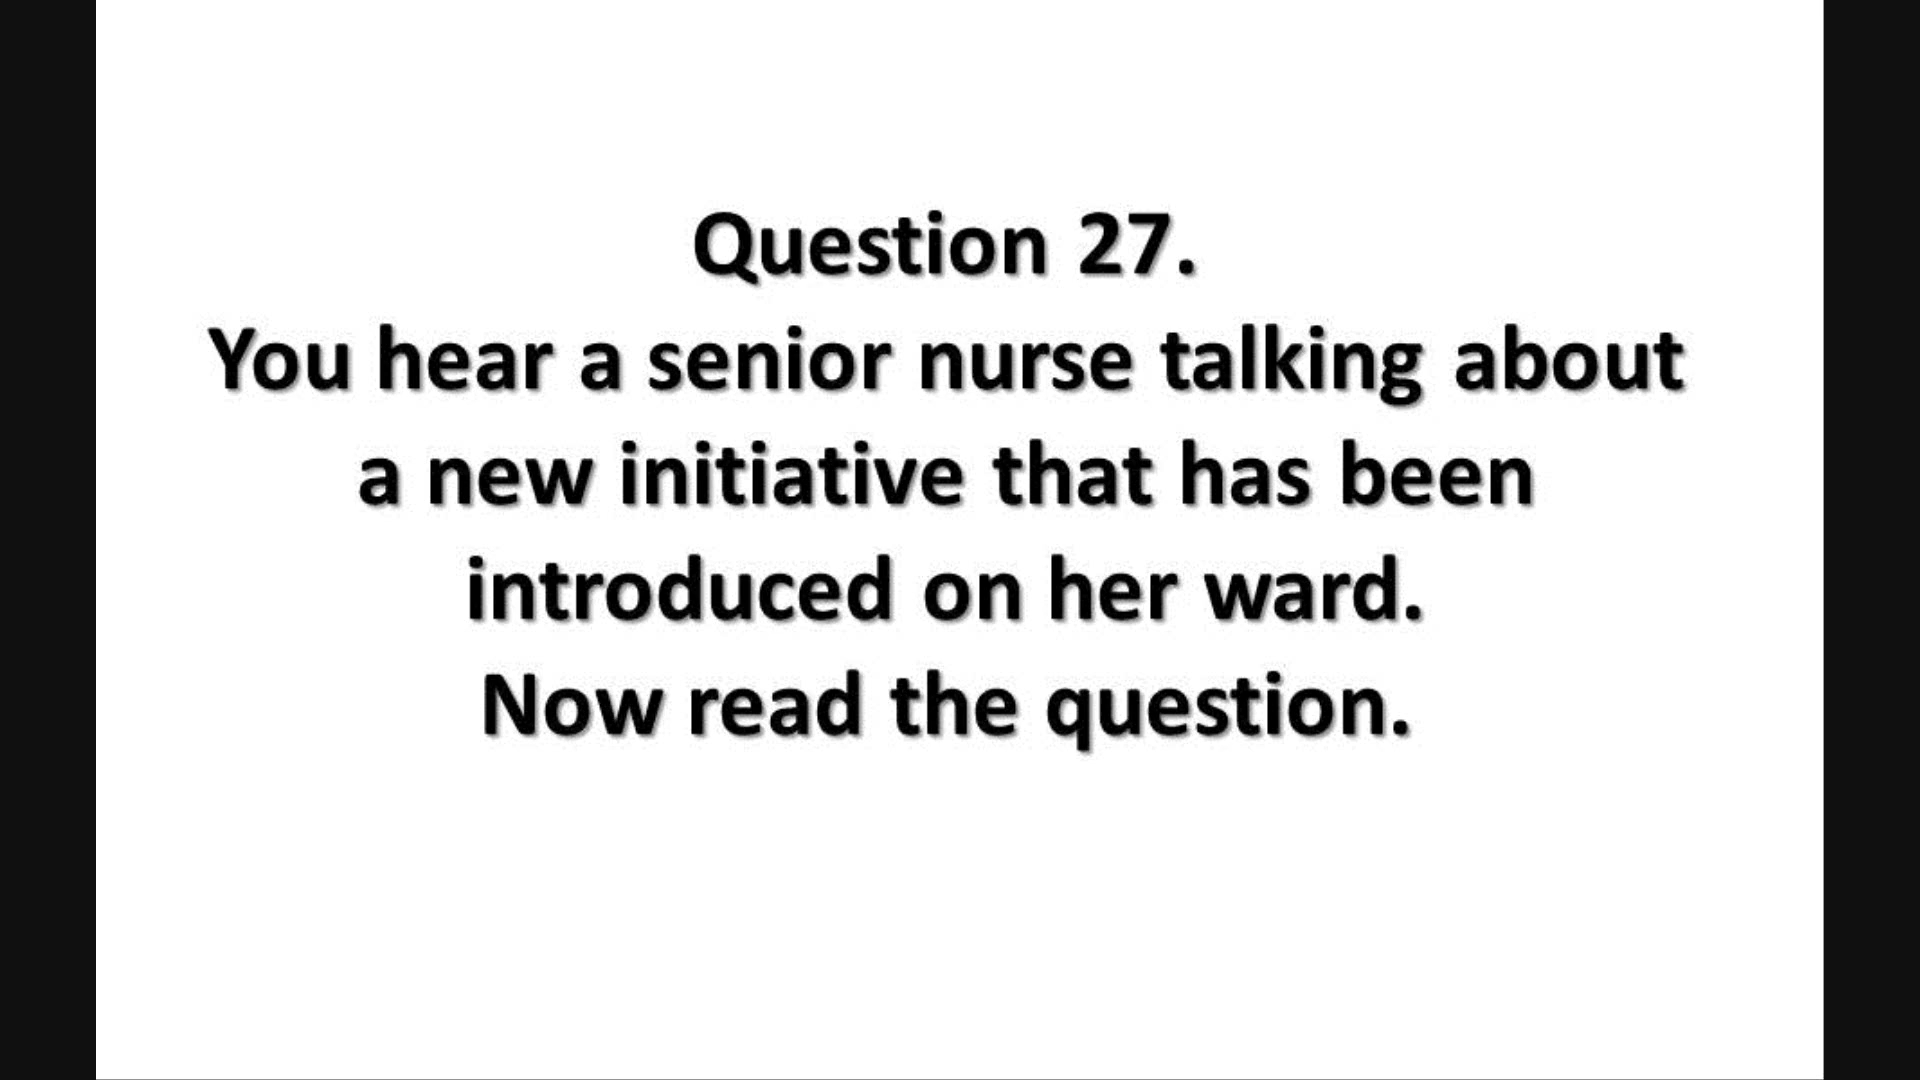 Question 27.
You hear a senior nurse talking about
a new initiative that has been
introduced on her ward.
Now read the question.